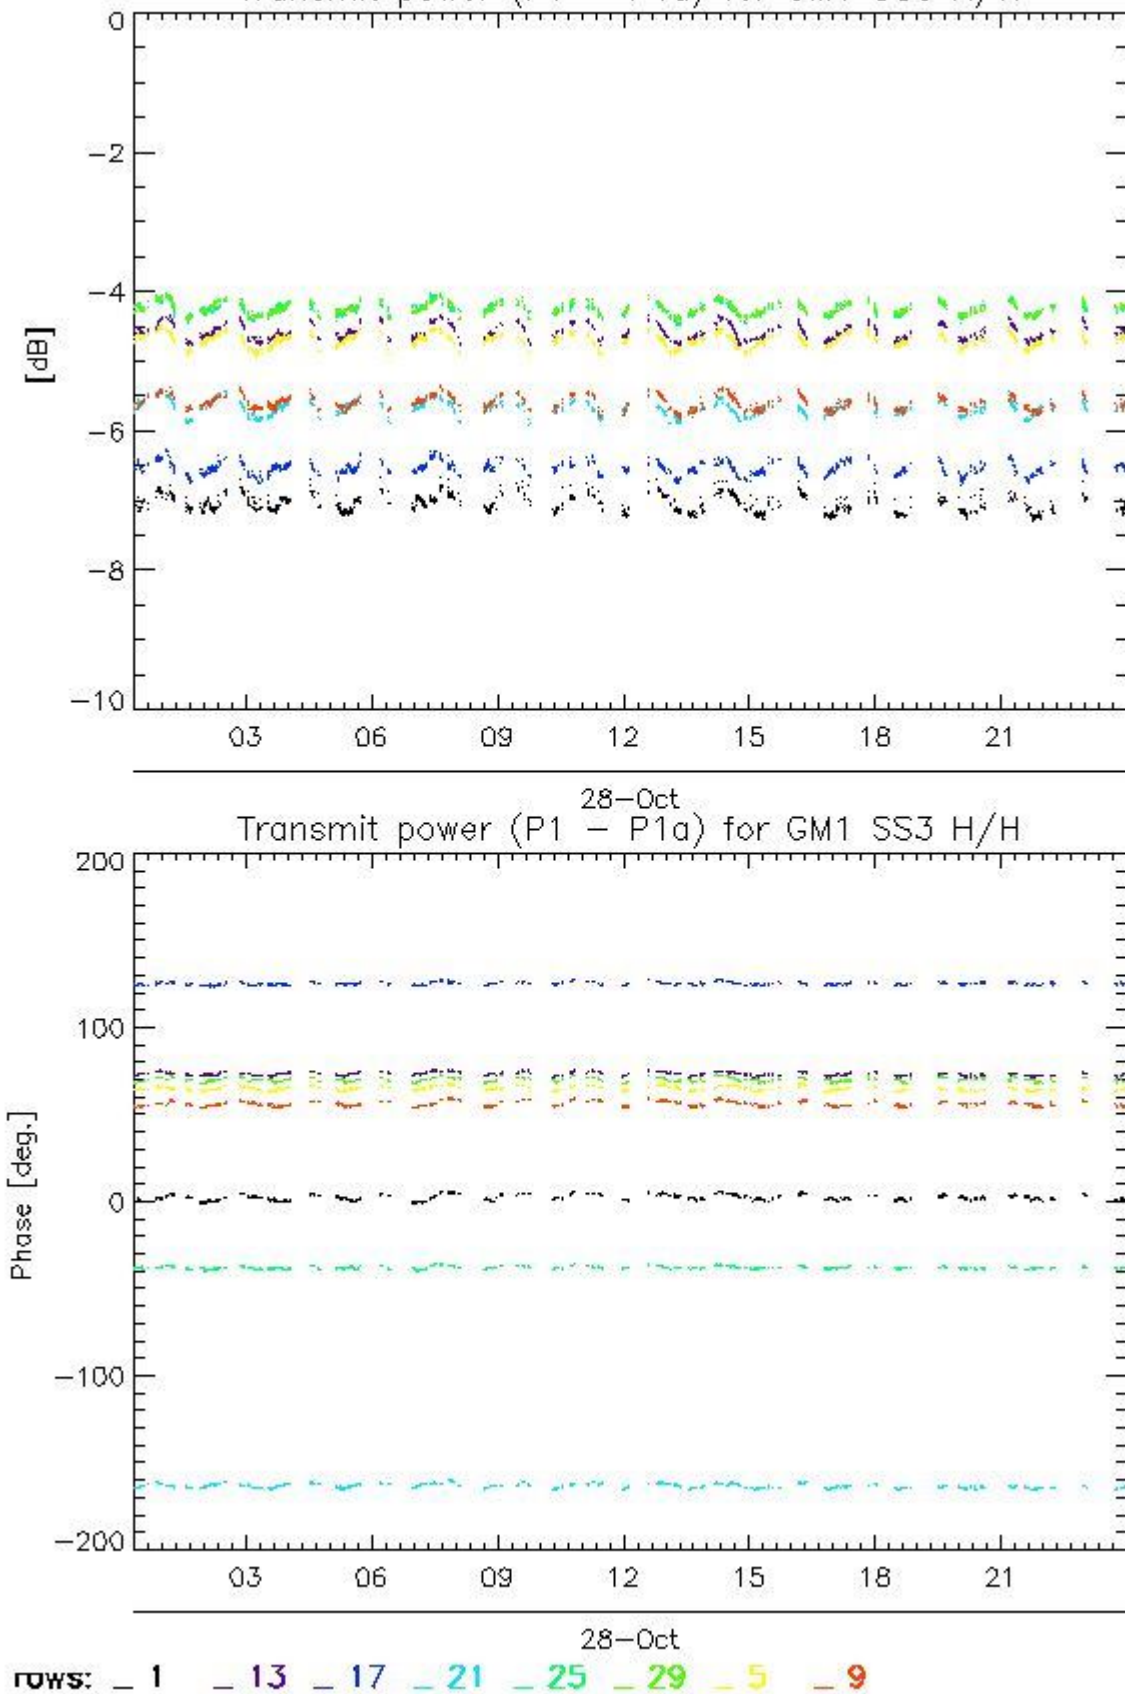 0
−2
−4
[dB]
−6
−8
−10
03 06 09 12 15 18 21
28−Oct
Transmit power (P1 − P1a) for GM1 SS3 H/H
200
100
Phase [deg.]
0
−100
−200
03 06 09 12 15 18 21
28−Oct
rows: _ 1 _ 13 _ 17 _ 21 _ 25 _ 29 _ 5 _ 9